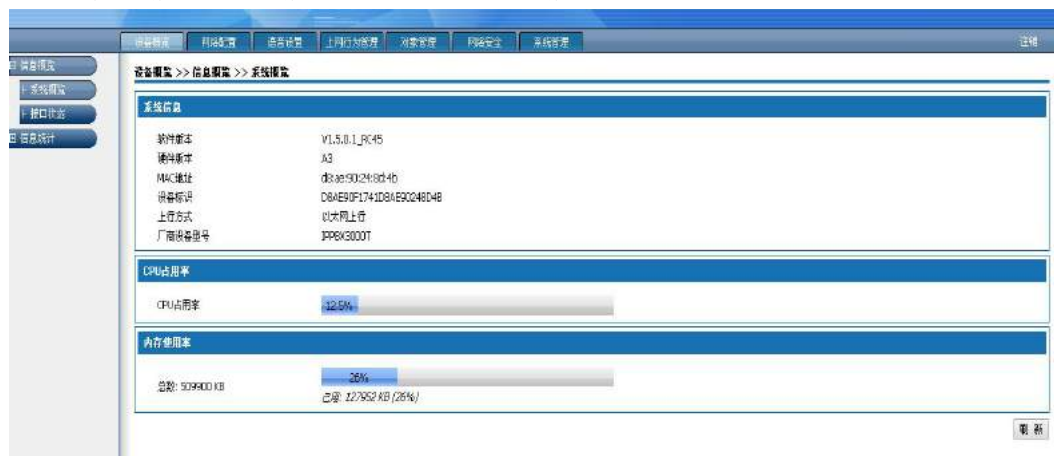 设备概览 网络配置 语音设置 上网行为管理 对象管理 网络安全 系统管理 注销
信息概览
系统概览
接口状态
信息统计
设备概览 >> 信息概览 >> 系统概览
系统信息
软件版本 V1.5.0.1_RC45
硬件版本 A3
MAC地址 d8:ae:90:24:8d:4b
设备标识 D8AE90F1741D8AE90248D4B
上行方式 以太网上行
厂商设备型号 IPPBX3000T
CPU占用率
CPU占用率 12.5%
内存使用率
总数: 509900 KB 26%
已用: 127952 KB (26%)
刷 新